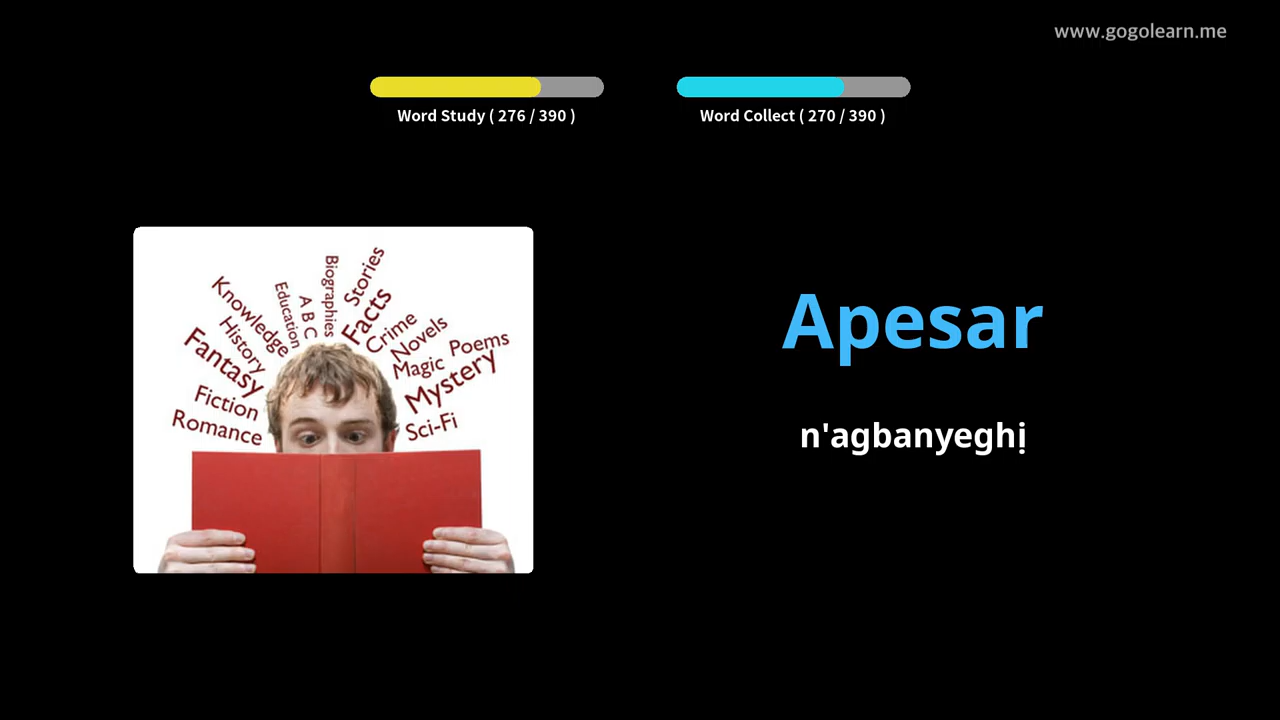 www.gogolearn.me
Word Study ( 276 / 390 )
Word Collect ( 270 / 390 )
Apesar
n'agbanyeghị
Biographies
Stories
Education
A B C
Facts
Knowledge
Crime
History
Novels
Poems
Fantasy
Magic
Mystery
Fiction
Romance
Sci-Fi